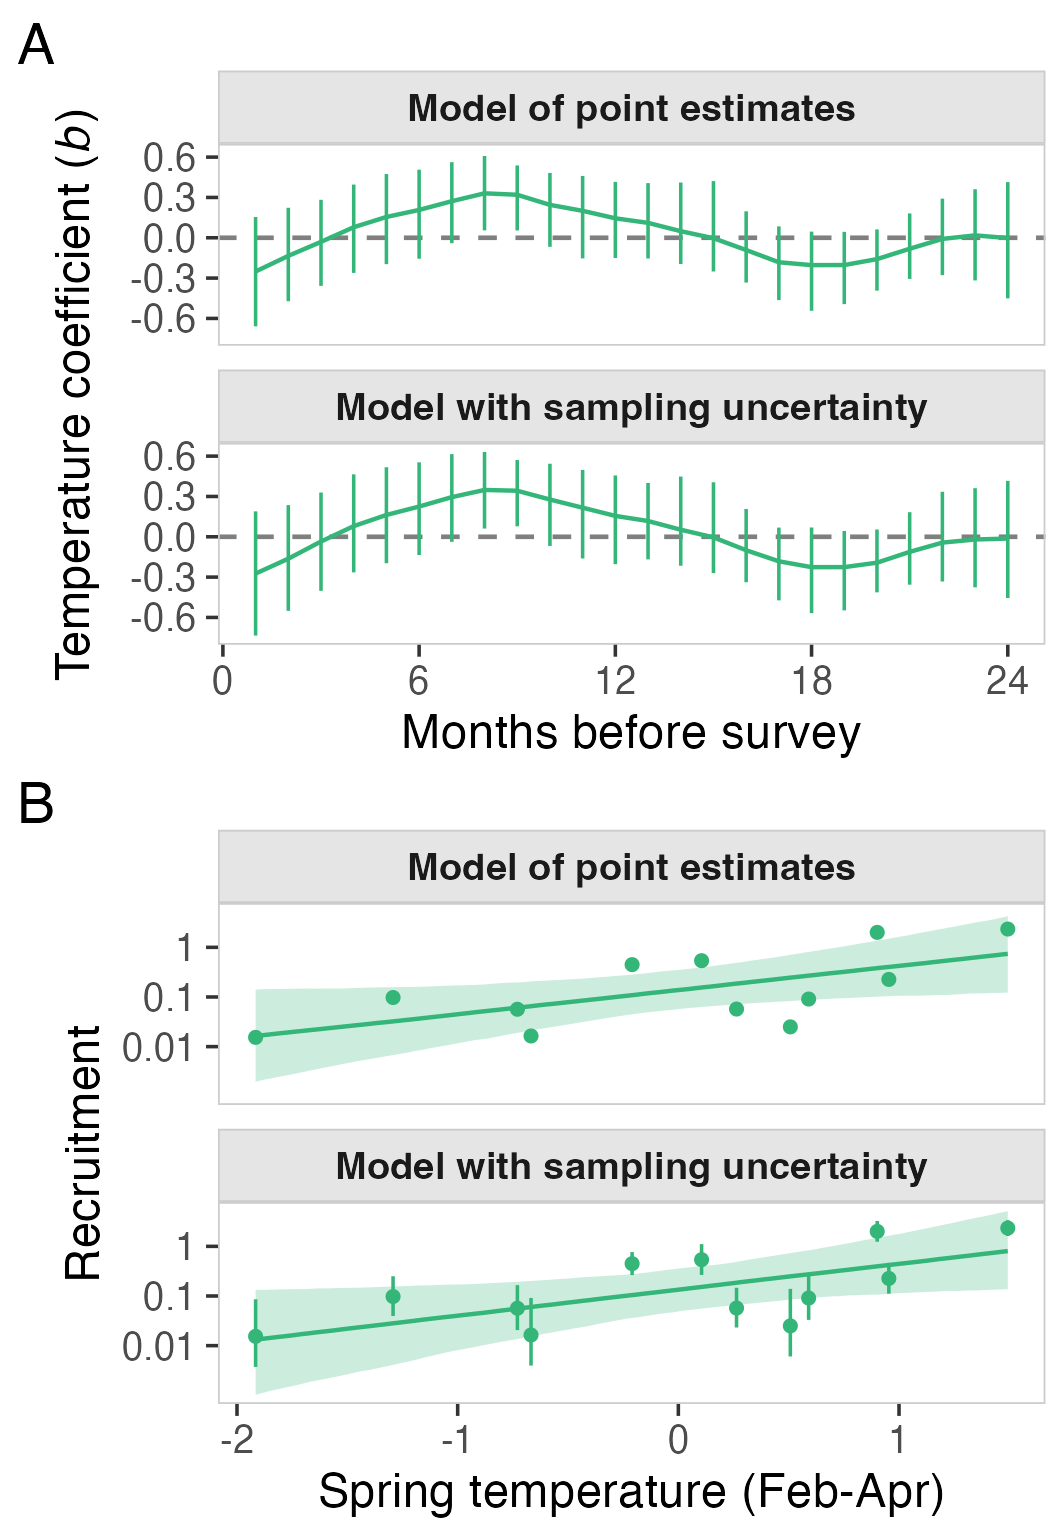 A
Model of point estimates
Temperature coefficient (b)
0.6
0.3
0.0
-0.3
-0.6
Model with sampling uncertainty
0.6
0.3
0.0
-0.3
-0.6
0 6 12 18 24
Months before survey
B
Model of point estimates
Recruitment
1
0.1
0.01
Model with sampling uncertainty
1
0.1
0.01
-2 -1 0 1
Spring temperature (Feb-Apr)